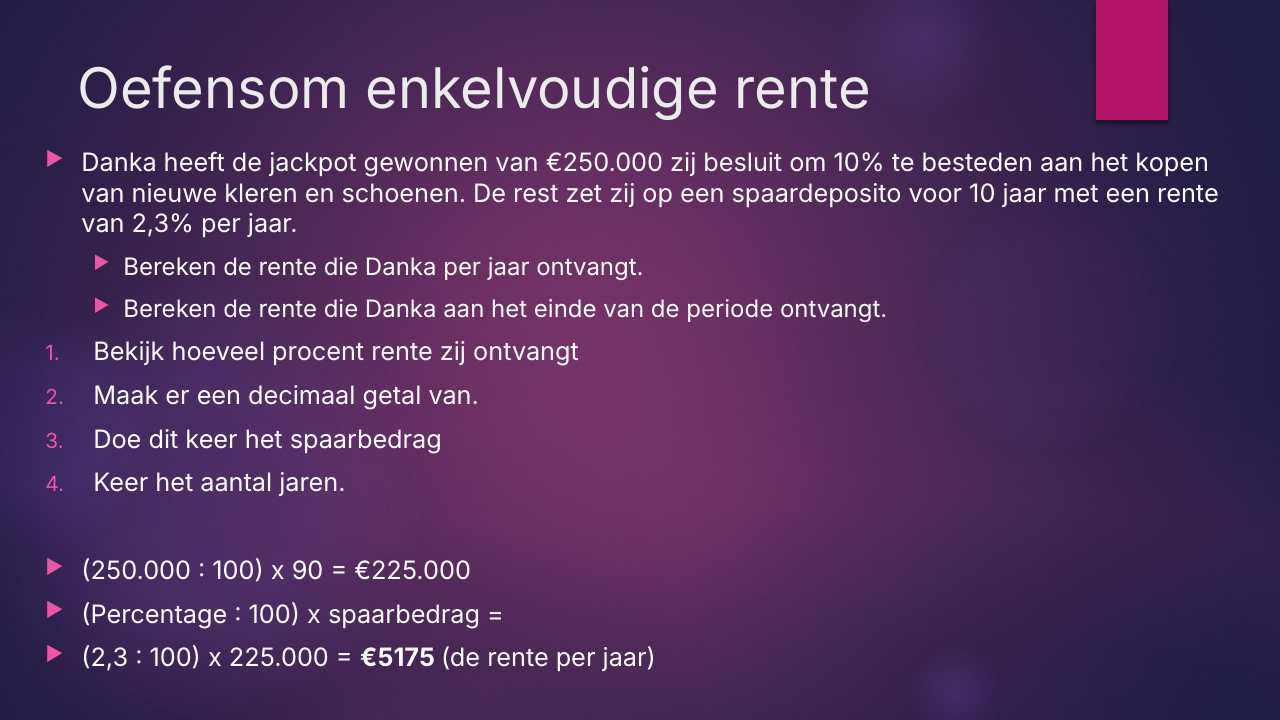 Oefensom enkelvoudige rente
Danka heeft de jackpot gewonnen van €250.000 zij besluit om 10% te besteden aan het kopen
van nieuwe kleren en schoenen. De rest zet zij op een spaardeposito voor 10 jaar met een rente
van 2,3% per jaar.
Bereken de rente die Danka per jaar ontvangt.
Bereken de rente die Danka aan het einde van de periode ontvangt.
1. Bekijk hoeveel procent rente zij ontvangt
2. Maak er een decimaal getal van.
3. Doe dit keer het spaarbedrag
4. Keer het aantal jaren.
(250.000 : 100) x 90 = €225.000
(Percentage : 100) x spaarbedrag =
(2,3 : 100) x 225.000 = €5175 (de rente per jaar)